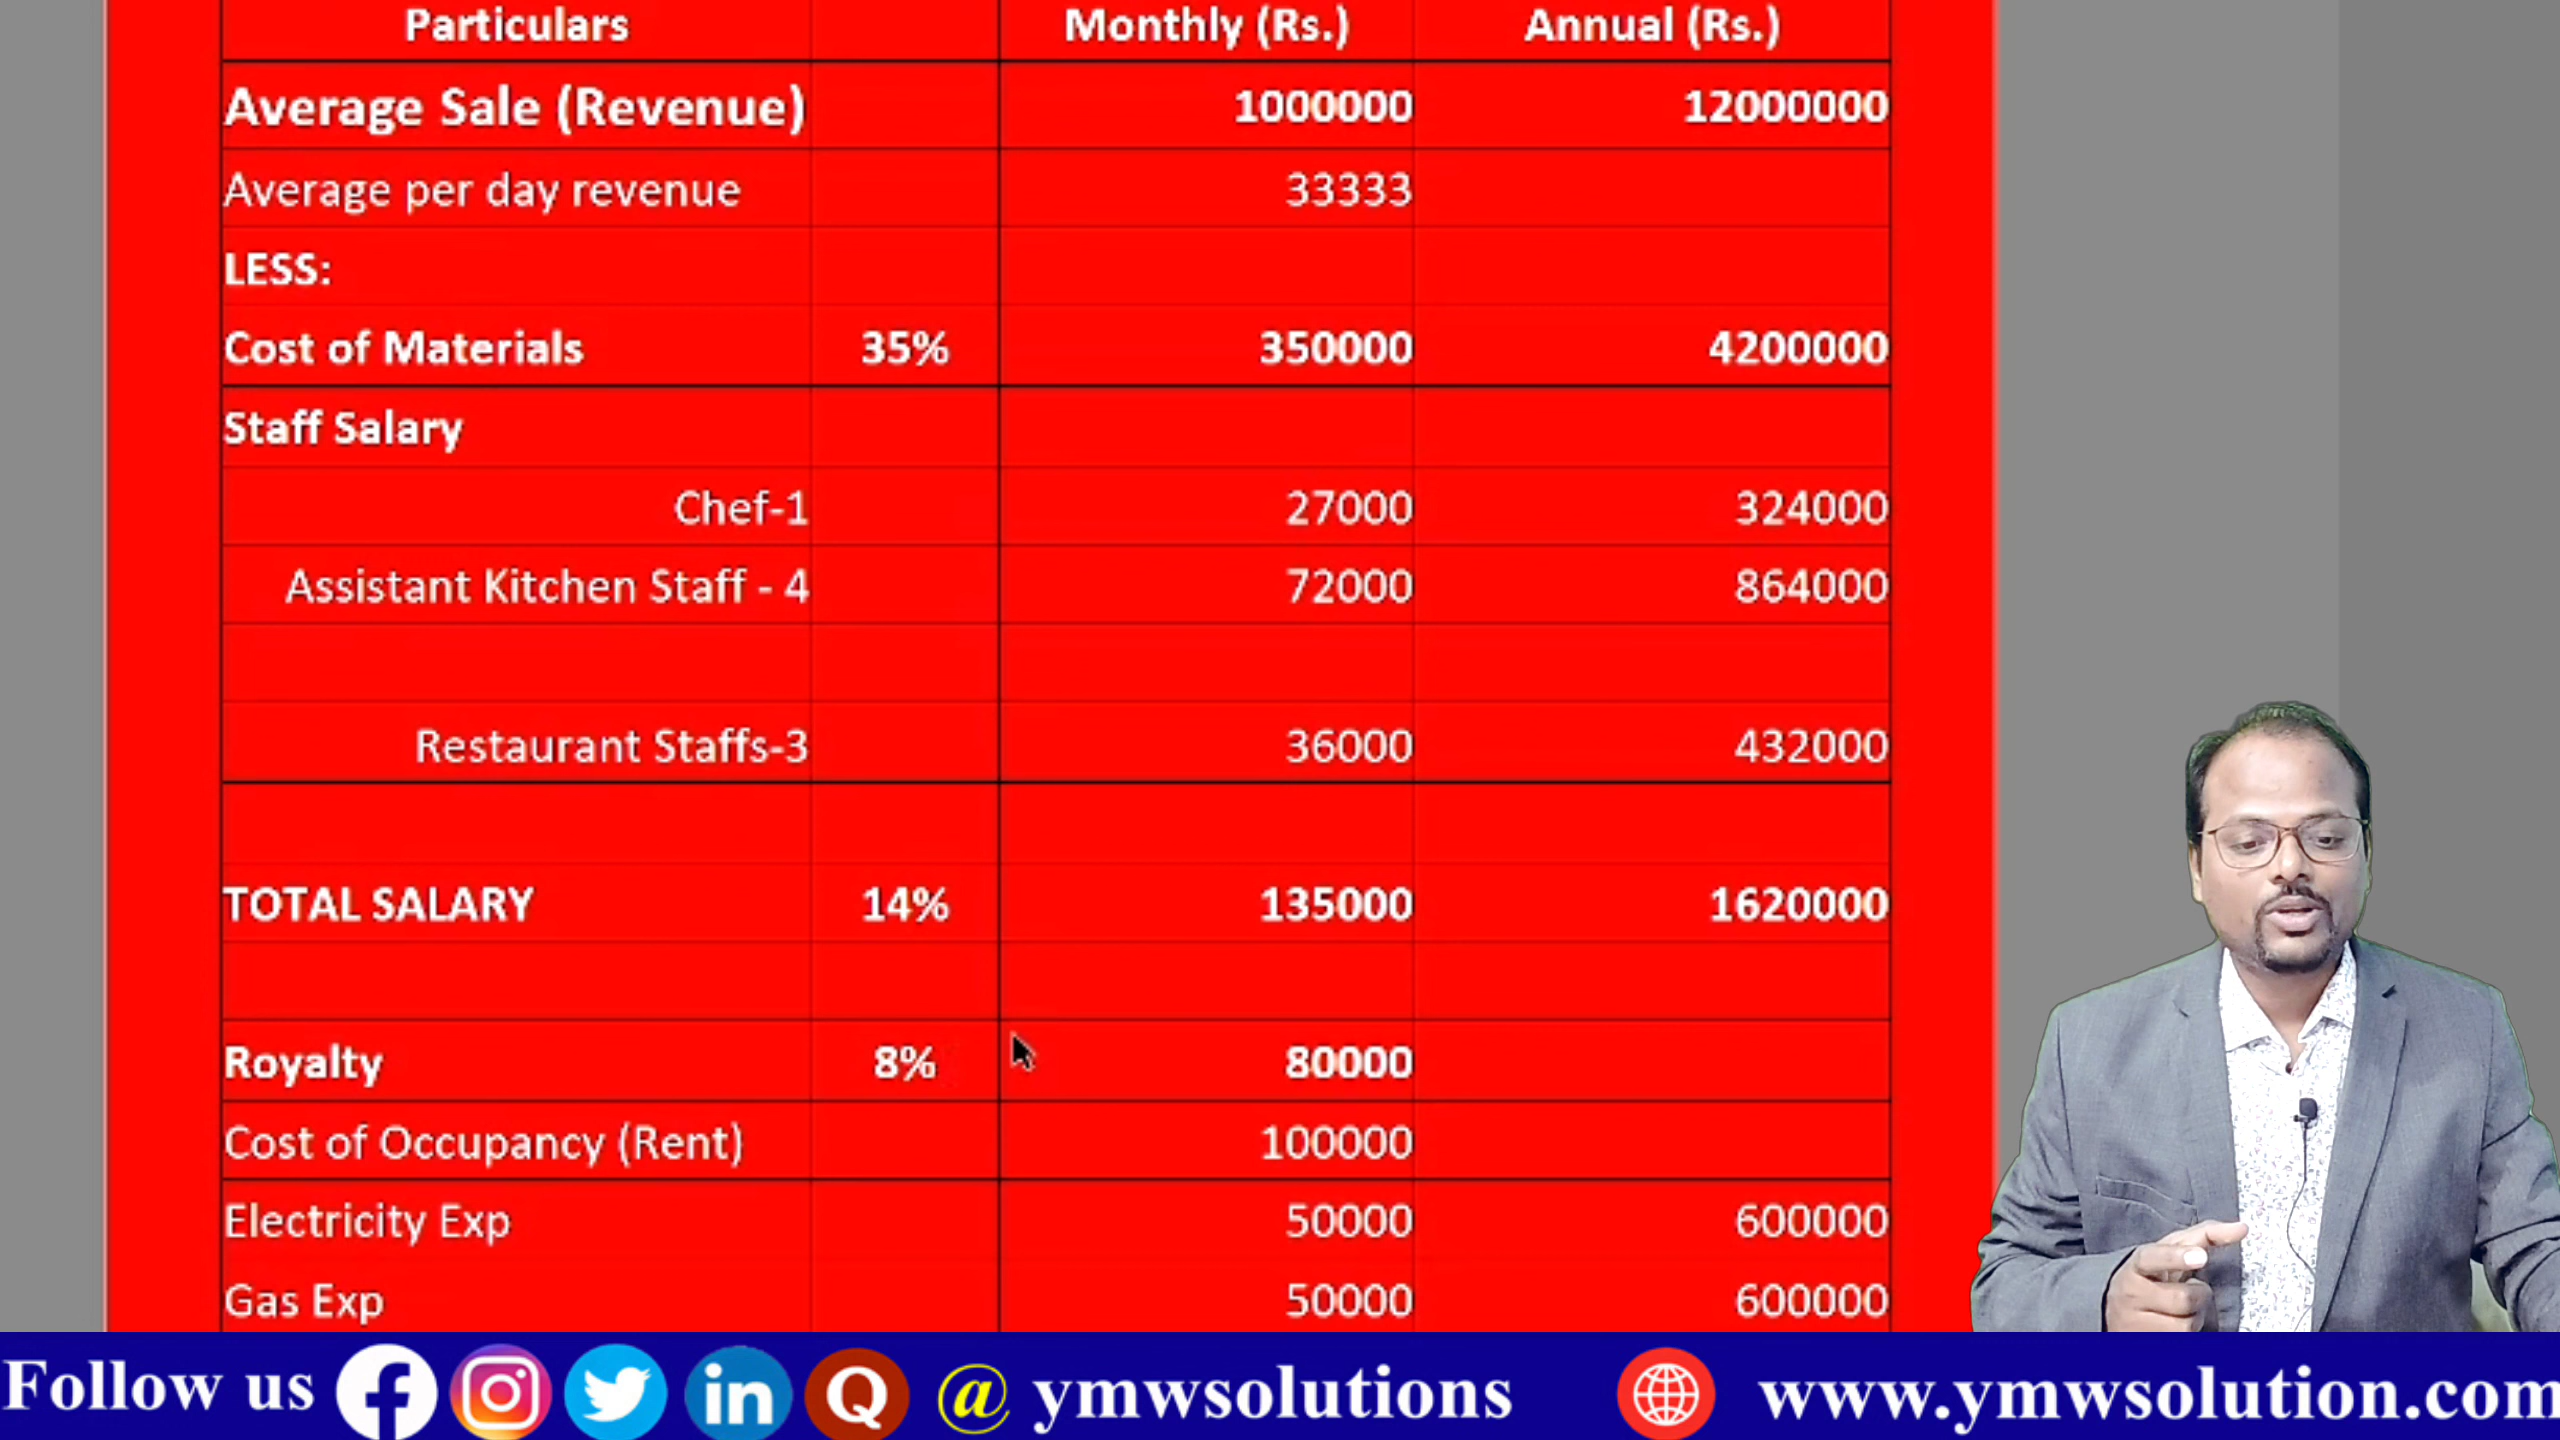 Particulars Monthly (Rs.) Annual (Rs.)
Average Sale (Revenue) 1000000 12000000
Average per day revenue 33333
LESS:
Cost of Materials 35% 350000 4200000
Staff Salary
Chef-1 27000 324000
Assistant Kitchen Staff - 4 72000 864000
Restaurant Staffs-3 36000 432000
TOTAL SALARY 14% 135000 1620000
Royalty 8% 80000
Cost of Occupancy (Rent) 100000
Electricity Exp 50000 600000
Gas Exp 50000 600000
Follow us f in Q @ ymwsolutions www.ymwsolution.com